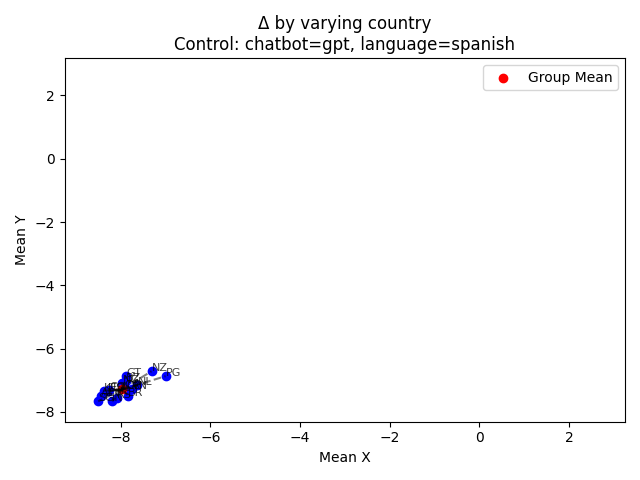 Δ by varying country
Control: chatbot=gpt, language=spanish
Group Mean
2
0
−2
−4
−6
−8
Mean Y
NZ
GT
PG
−8
−6
−4
−2
0
2
Mean X